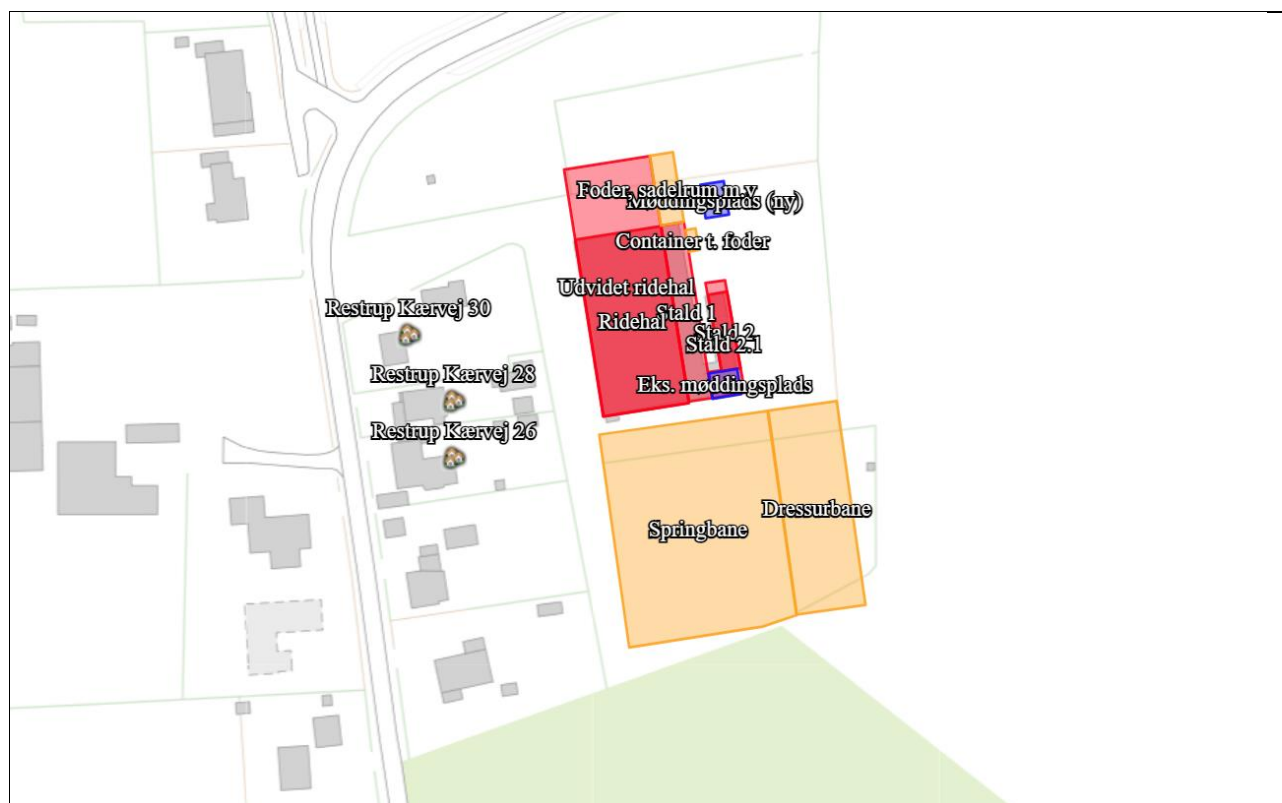 Foder, sadelrum m.v
Møddingsplads (ny)
Container t. foder
Udvidet ridehal
Restrup Kærvej 30
Stald 1
Ridehal
Stald 2
Stald 2.1
Restrup Kærvej 28
Eks. møddingsplads
Restrup Kærvej 26
Dressurbane
Springbane